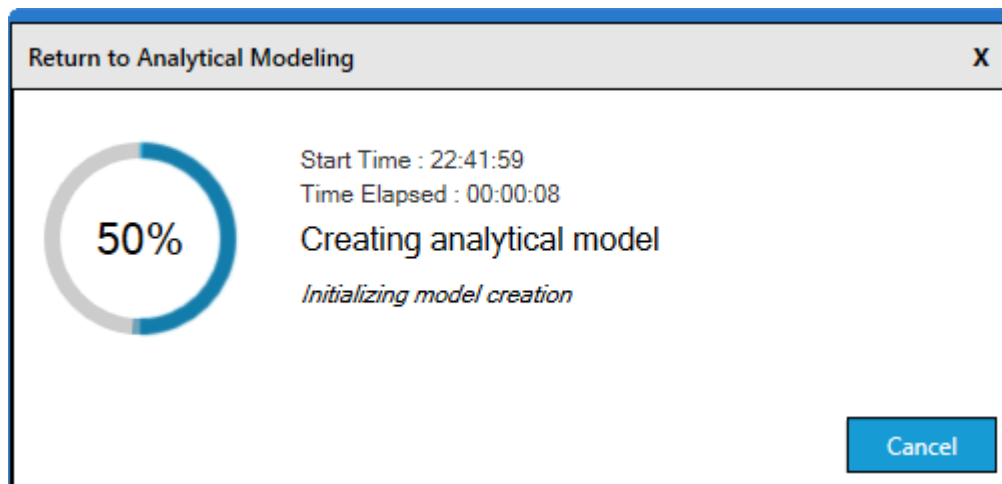 Return to Analytical Modeling X
50%
Start Time : 22:41:59
Time Elapsed : 00:00:08
Creating analytical model
Initializing model creation
Cancel